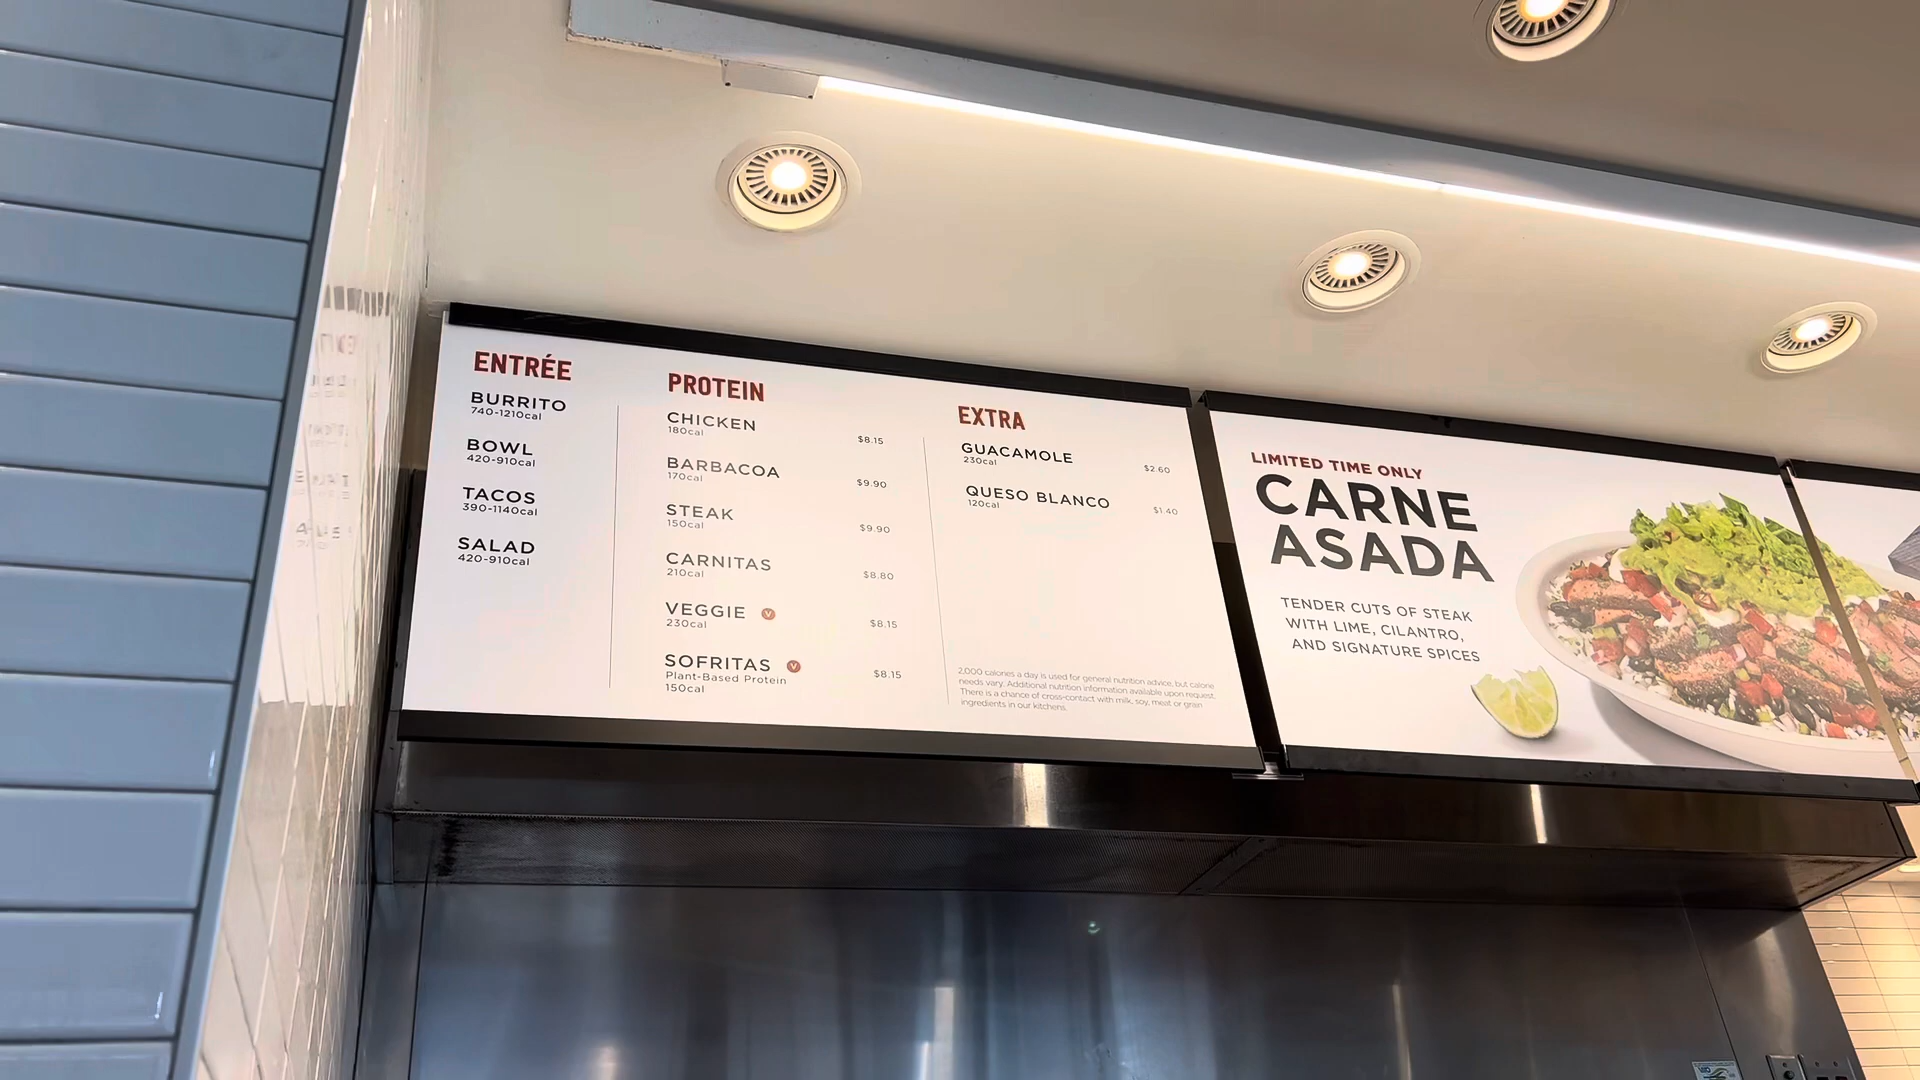 ENTRÉE
BURRITO
740-1210cal
BOWL
420-910cal
TACOS
390-1140cal
SALAD
420-910cal
PROTEIN
CHICKEN
180cal
$8.15
BARBACOA
170cal
$9.90
STEAK
150cal
$9.90
CARNITAS
210cal
$8.80
VEGGIE V
230cal
$8.15
SOFRITAS V
Plant-Based Protein
150cal
$8.15
EXTRA
GUACAMOLE
230cal
$2.60
QUESO BLANCO
120cal
$1.40
2,000 calories a day is used for general nutrition advice, but calorie
needs vary. Additional nutrition information available upon request.
There is a chance of cross-contact with milk, soy, meat or grain
ingredients in our kitchens.
LIMITED TIME ONLY
CARNE
ASADA
TENDER CUTS OF STEAK
WITH LIME, CILANTRO,
AND SIGNATURE SPICES